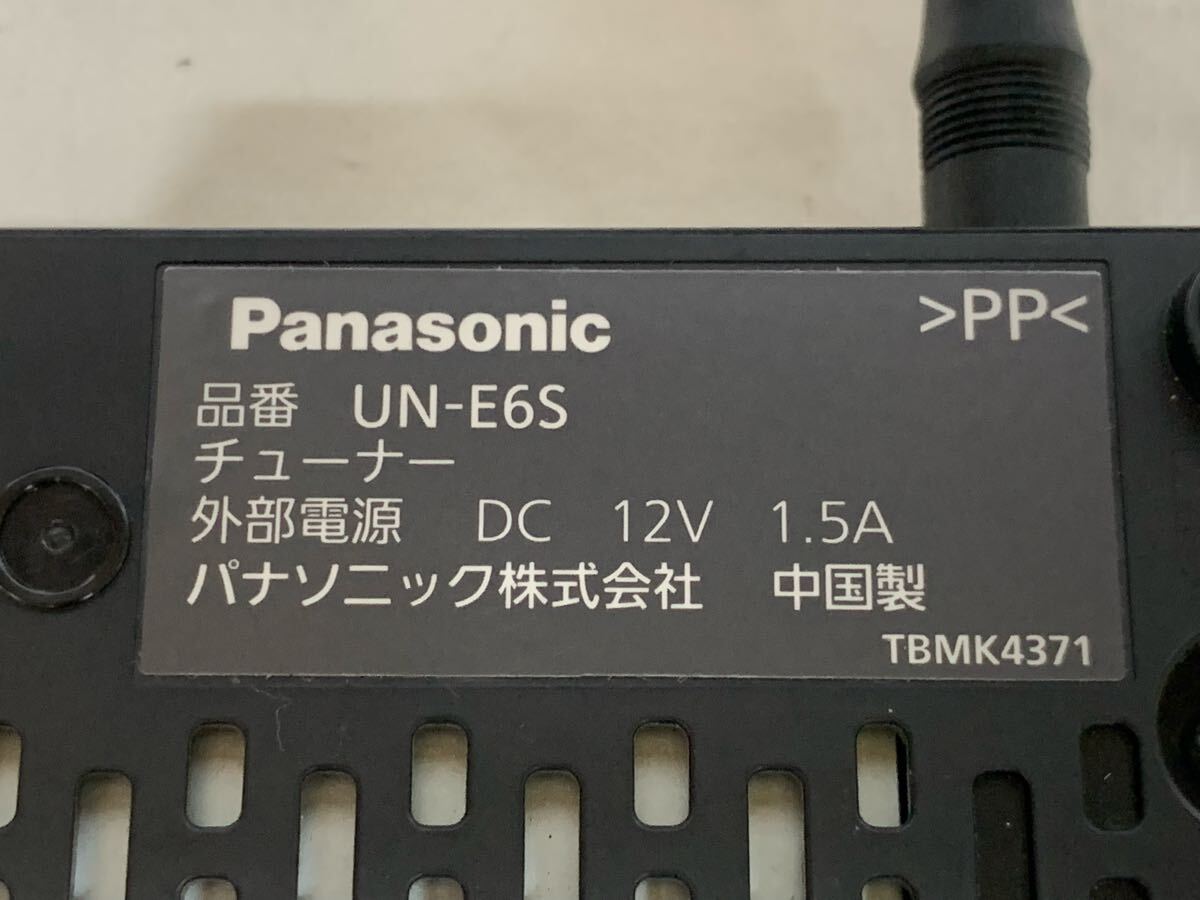 Panasonic
>PP<
品番 UN-E6S
チューナー
外部電源 DC 12V 1.5A
パナソニック株式会社 中国製
TBMK4371